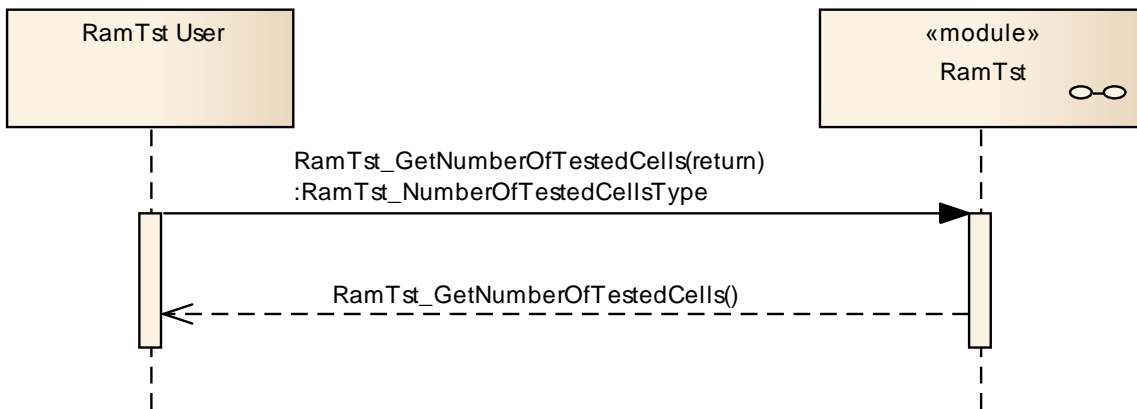 RamTst User
«module»
RamTst
RamTst_GetNumberOfTestedCells(return)
:RamTst_NumberOfTestedCellsType
RamTst_GetNumberOfTestedCells()